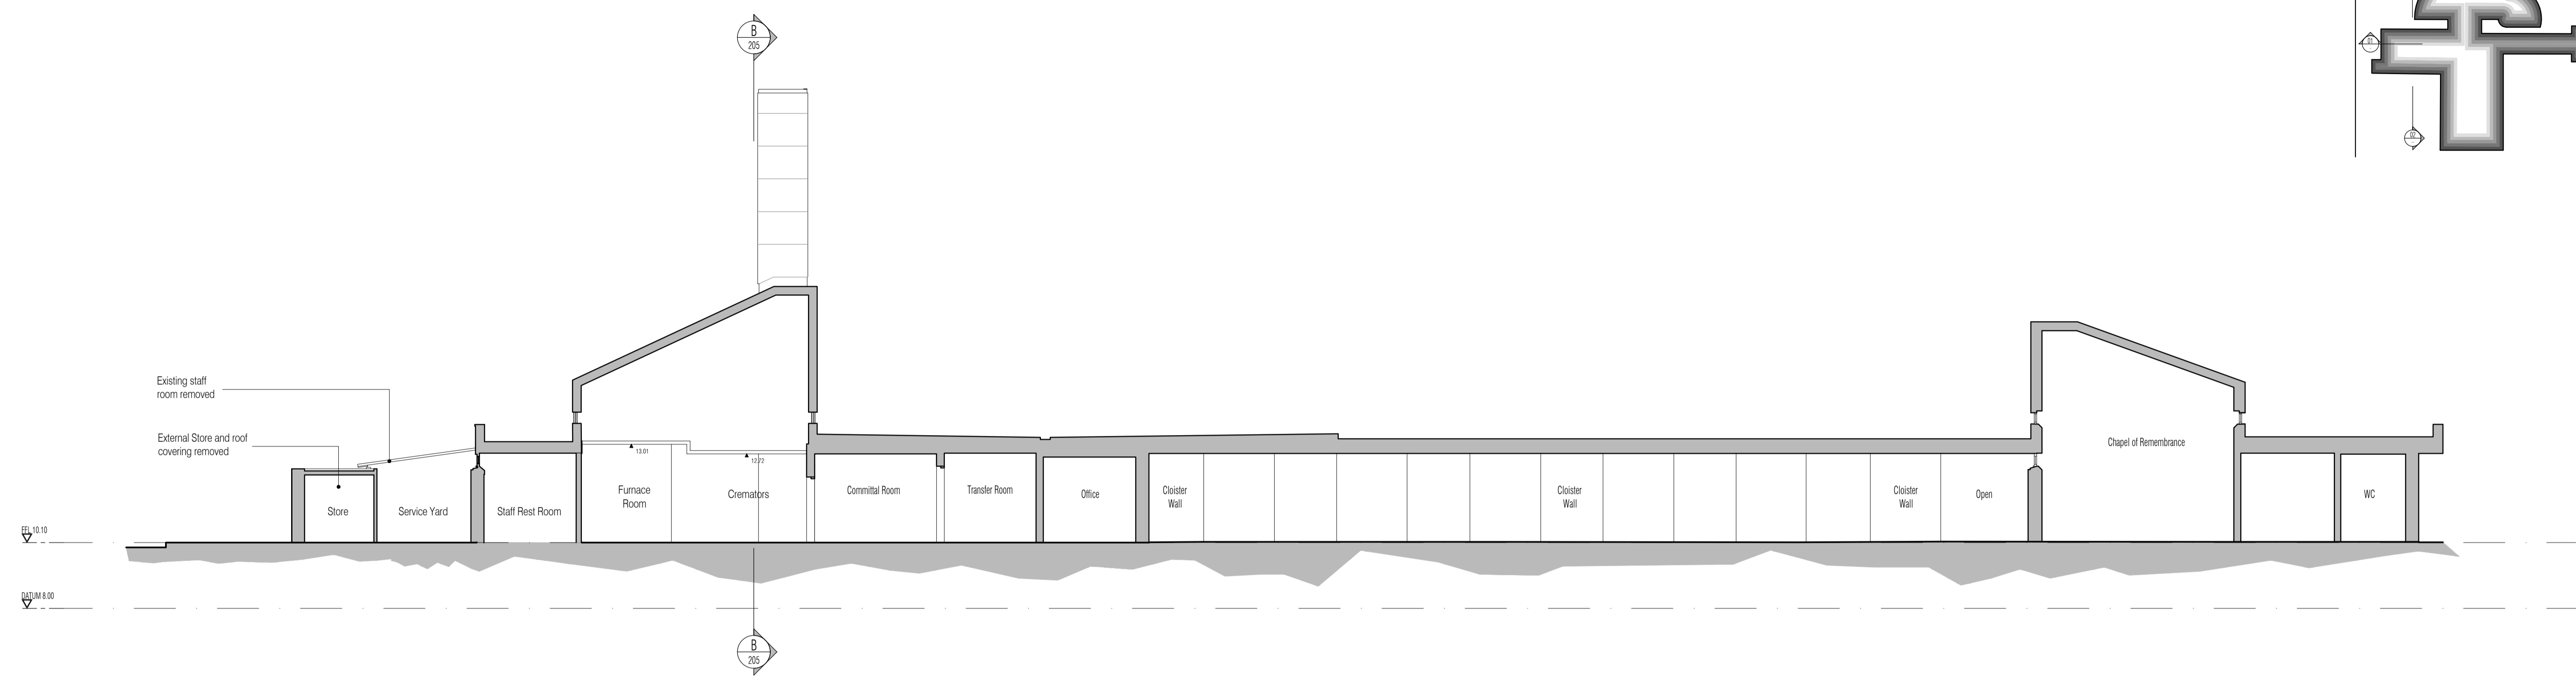 B
205
01
02
Existing staff
room removed
External Store and roof
covering removed
13.01
12.72
Chapel of Remembrance
Store
Service Yard
Staff Rest Room
Furnace
Room
Cremators
Committal Room
Transfer Room
Office
Cloister
Wall
Cloister
Wall
Cloister
Wall
Open
WC
FFL 10.10
DATUM 8.00
B
205